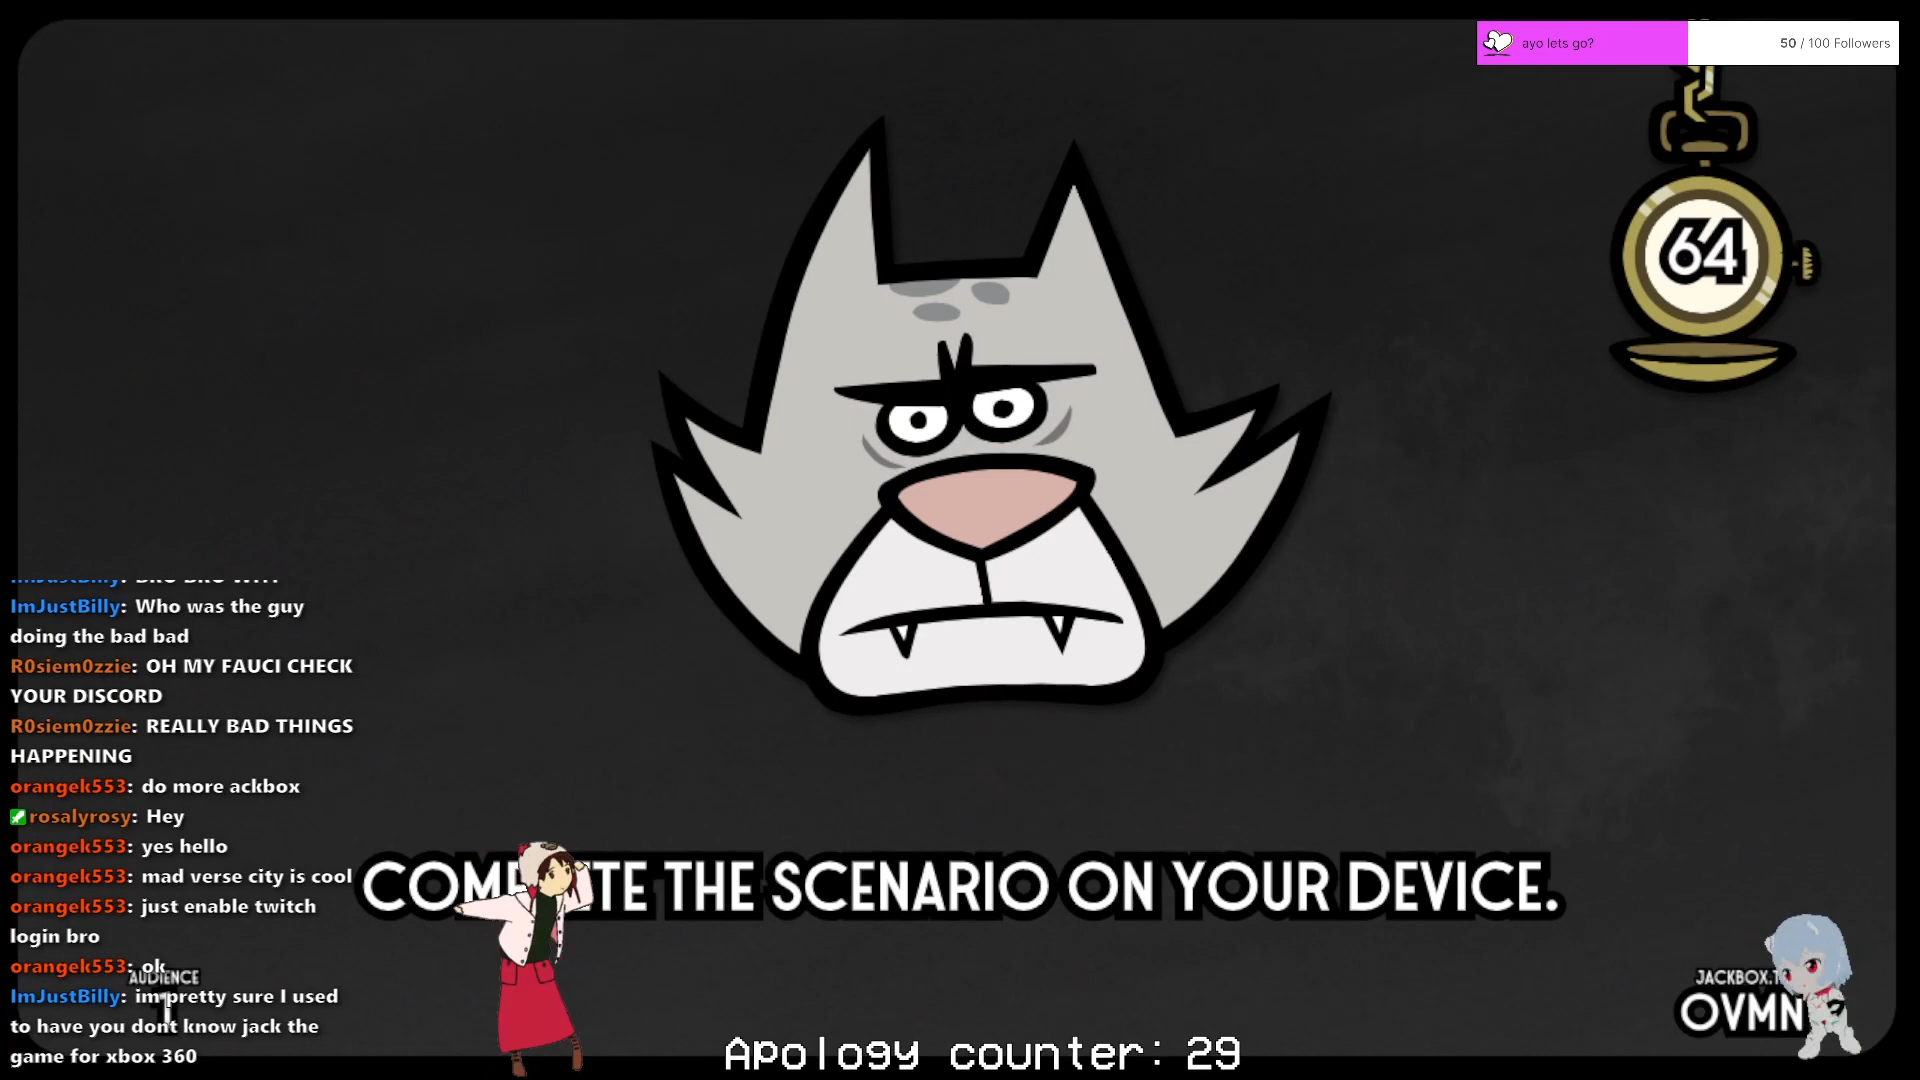 ayo lets go?
50 / 100 Followers
64
ImJustBilly: Who was the guy
doing the bad bad
R0siem0zzie: OH MY FAUCI CHECK
YOUR DISCORD
R0siem0zzie: REALLY BAD THINGS
HAPPENING
orangek553: do more ackbox
rosalyrosy: Hey
orangek553: yes hello
orangek553: mad verse city is cool
orangek553: just enable twitch
login bro
orangek553: ok
AUDIENCE
1
ImJustBilly: im pretty sure I used
to have you dont know jack the
game for xbox 360
THE SCENARIO ON YOUR DEVICE.
OVMN
Apology counter: 29